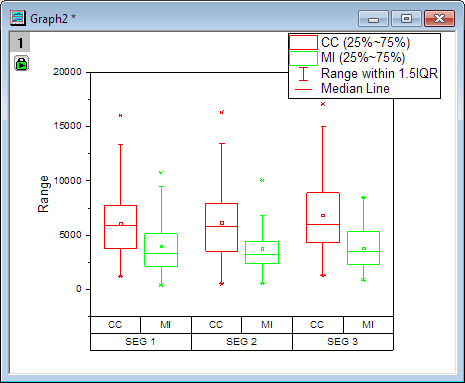 Graph2 *
1
CC (25%~75%)
MI (25%~75%)
Range within 1.5IQR
Median Line
20000
15000
10000
5000
0
Range
CC MI CC MI CC MI
SEG 1 SEG 2 SEG 3